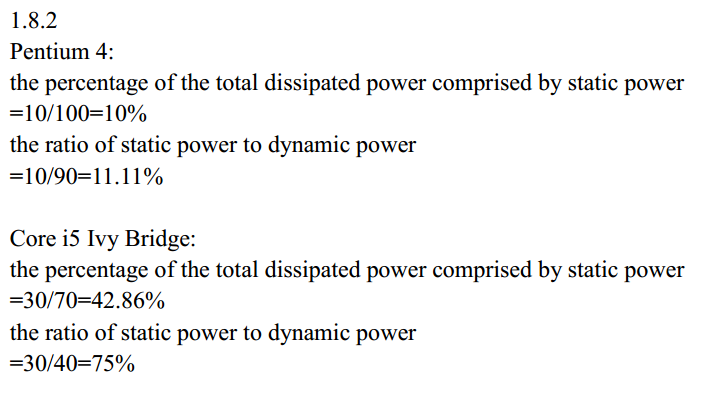 1.8.2
Pentium 4:
the percentage of the total dissipated power comprised by static power
=10/100=10%
the ratio of static power to dynamic power
=10/90=11.11%
Core i5 Ivy Bridge:
the percentage of the total dissipated power comprised by static power
=30/70=42.86%
the ratio of static power to dynamic power
=30/40=75%